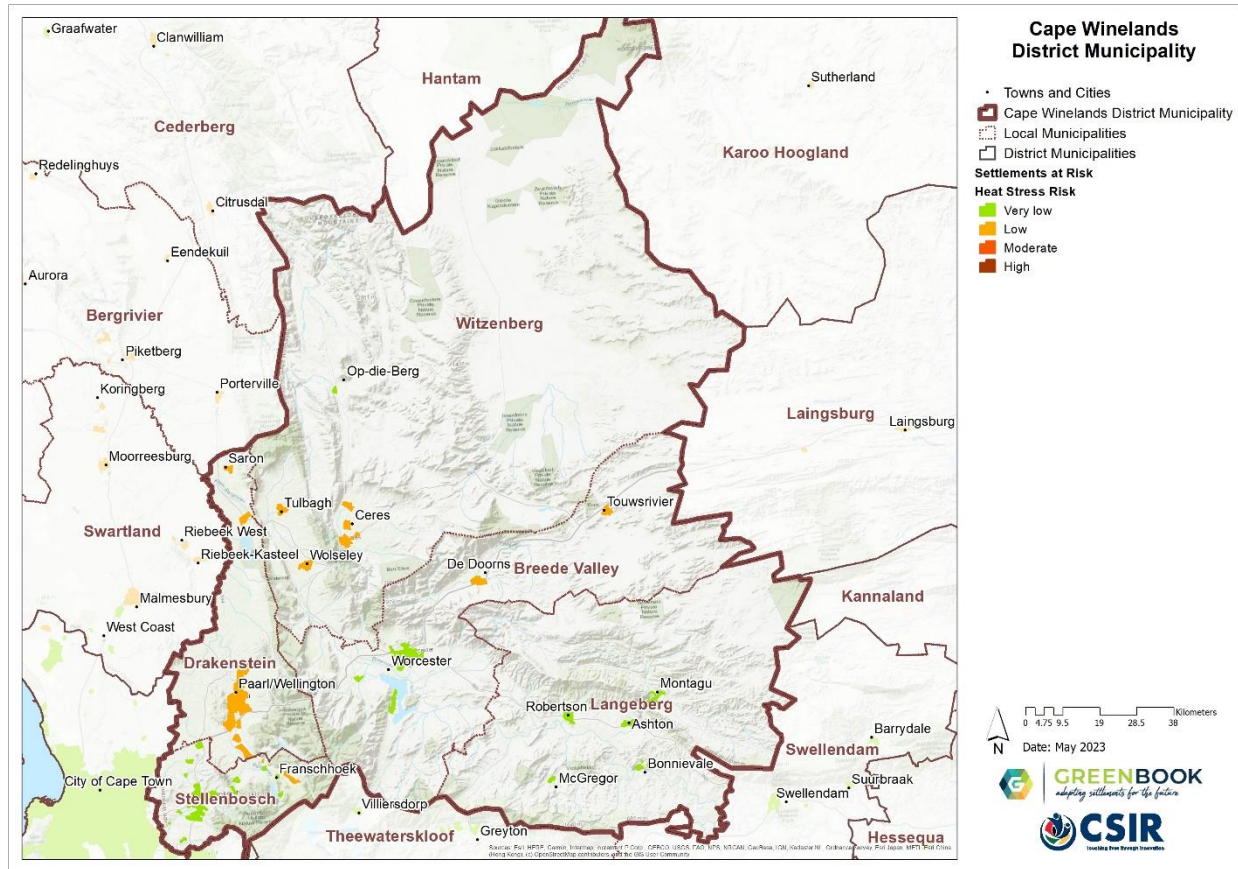 Cape Winelands
District Municipality
Towns and Cities
Cape Winelands District Municipality
Local Municipalities
District Municipalities
Settlements at Risk
Heat Stress Risk
Very low
Low
Moderate
High
Graafwater
Clanwilliam
Hantam
Sutherland
Cederberg
Karoo Hoogland
Redelinghuys
Citrusdal
Eendekuil
Aurora
Bergrivier
Witzenberg
Piketberg
Op-die-Berg
Koringberg
Porterville
Laingsburg
Laingsburg
Moorreesburg
Saron
Tulbagh
Touwsrivier
Ceres
Swartland
Riebeek West
Riebeek-Kasteel
Wolseley
De Doorns
Breede Valley
Malmesbury
Kannaland
West Coast
Drakenstein
Worcester
Paarl/Wellington
Montagu
Robertson
Langeberg
Ashton
Barrydale
Swellendam
Bonnievale
City of Cape Town
Franschhoek
McGregor
Suurbraak
Stellenbosch
Swellendam
Villiersdorp
Theewaterskloof
Greyton
Hessequa
Kilometers
0 4.75 9.5 19 28.5 38
N
Date: May 2023
GREENBOOK
adapting settlements for the future
CSIR
Touching lives through innovation